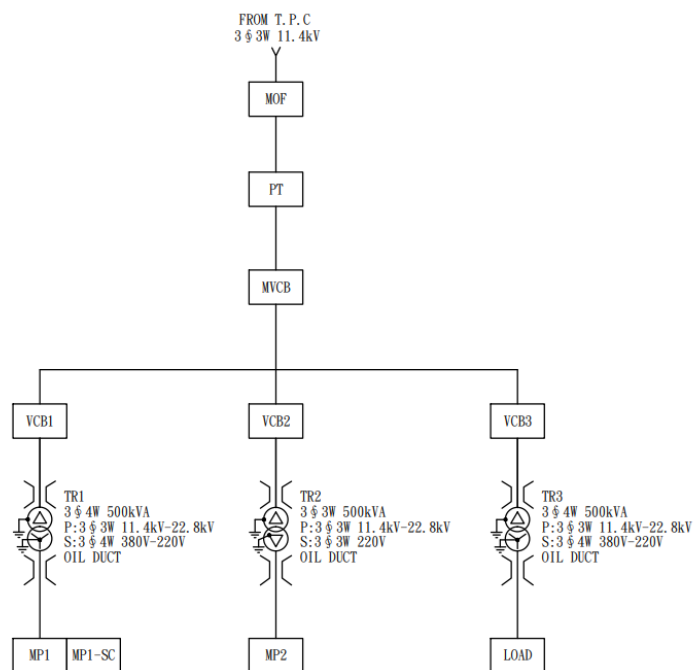 FROM T.P.C
3∮3W 11.4kV
MOF
PT
MVCB
VCB1
VCB2
VCB3
TR1
3∮4W 500kVA
P:3∮3W 11.4kV-22.8kV
S:3∮4W 380V-220V
OIL DUCT
TR2
3∮3W 500kVA
P:3∮3W 11.4kV-22.8kV
S:3∮3W 220V
OIL DUCT
TR3
3∮4W 500kVA
P:3∮3W 11.4kV-22.8kV
S:3∮4W 380V-220V
OIL DUCT
MP1
MP1-SC
MP2
LOAD